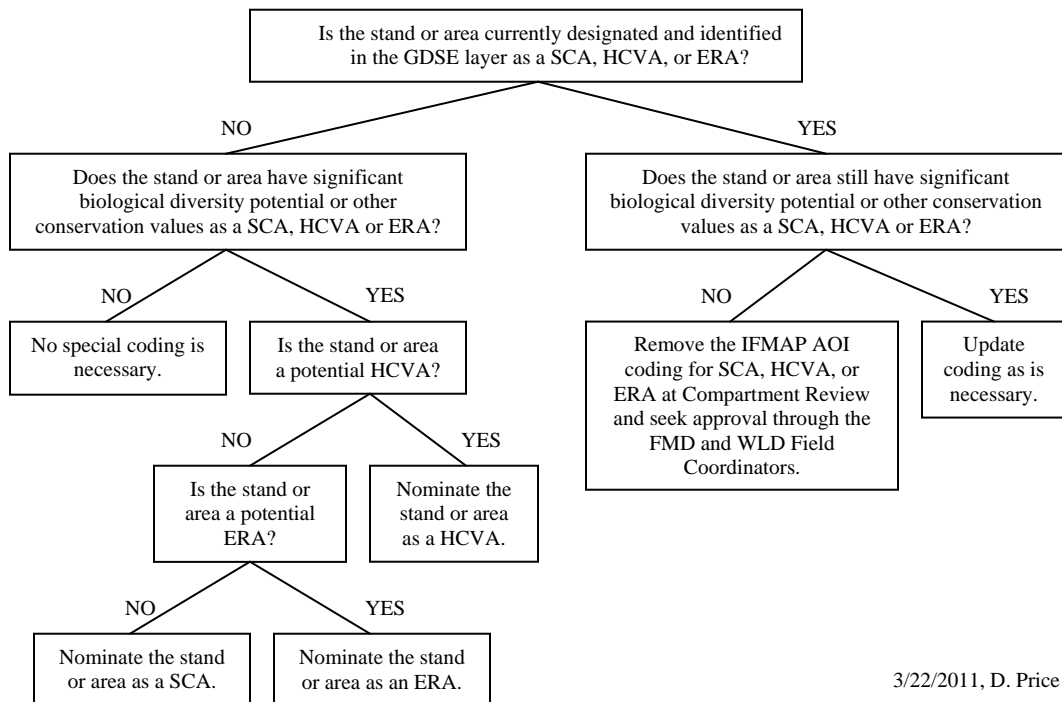 Is the stand or area currently designated and identified
in the GDSE layer as a SCA, HCVA, or ERA?
NO
YES
Does the stand or area have significant
biological diversity potential or other
conservation values as a SCA, HCVA or ERA?
Does the stand or area still have significant
biological diversity potential or other conservation
values as a SCA, HCVA or ERA?
NO
YES
NO
YES
No special coding is
necessary.
Is the stand or area
a potential HCVA?
Remove the IFMAP AOI
coding for SCA, HCVA, or
ERA at Compartment Review
and seek approval through the
FMD and WLD Field
Coordinators.
Update
coding as is
necessary.
NO
YES
Is the stand or
area a potential
ERA?
Nominate the
stand or area
as a HCVA.
NO
YES
Nominate the stand
or area as a SCA.
Nominate the stand
or area as an ERA.
3/22/2011, D. Price